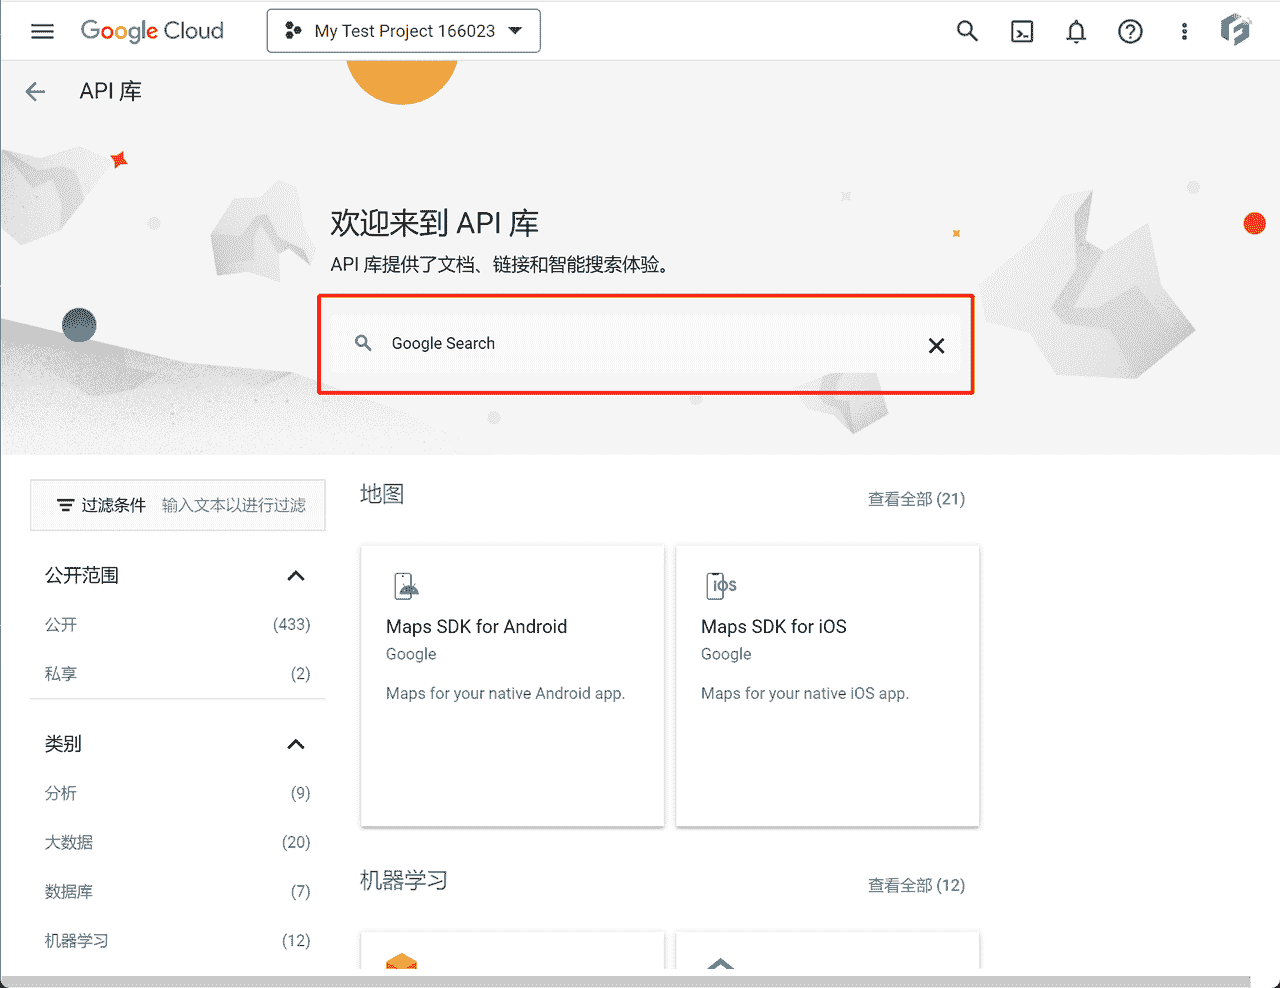 Google Cloud
My Test Project 166023
API 库
欢迎来到 API 库
API 库提供了文档、链接和智能搜索体验。
Google Search
过滤条件 输入文本以进行过滤
公开范围
公开 (433)
私享 (2)
类别
分析 (9)
大数据 (20)
数据库 (7)
机器学习 (12)
地图
查看全部 (21)
iOS
Maps SDK for Android
Google
Maps for your native Android app.
Maps SDK for iOS
Google
Maps for your native iOS app.
机器学习
查看全部 (12)